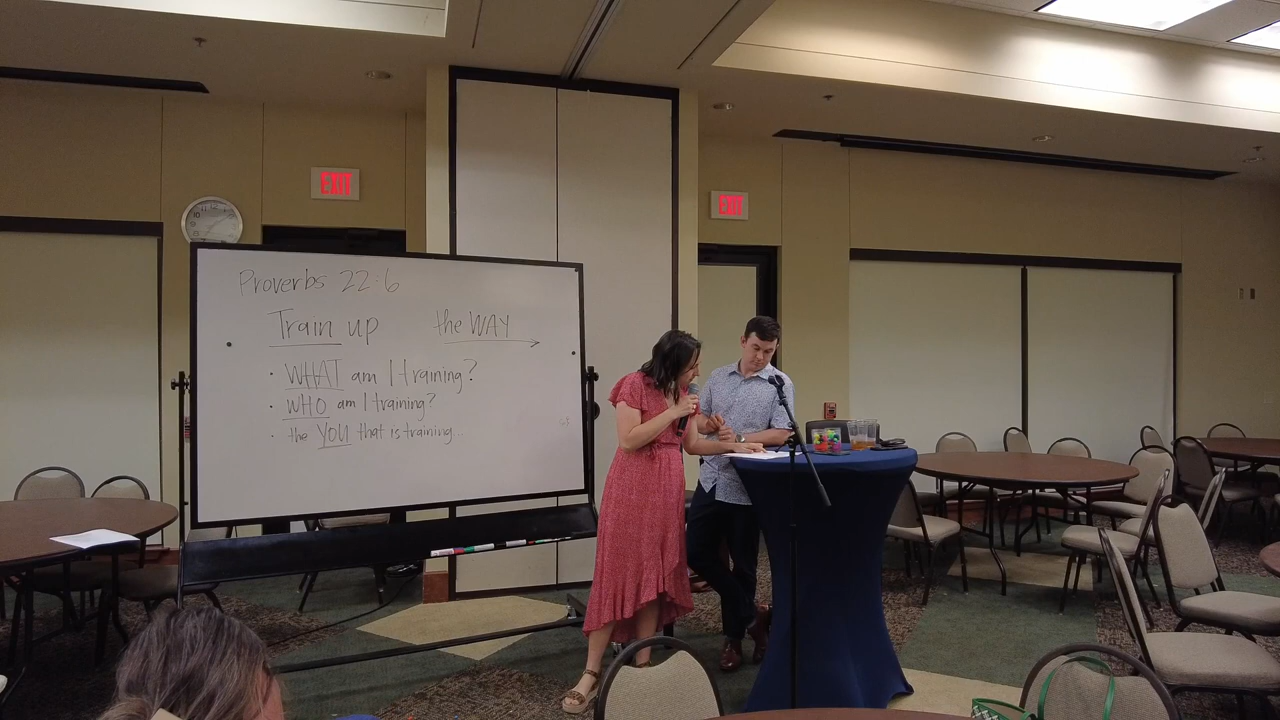 EXIT
EXIT
Proverbs 22:6
Train up the WAY
• WHAT am I training?
• WHO am I training?
• the YOU that is training..